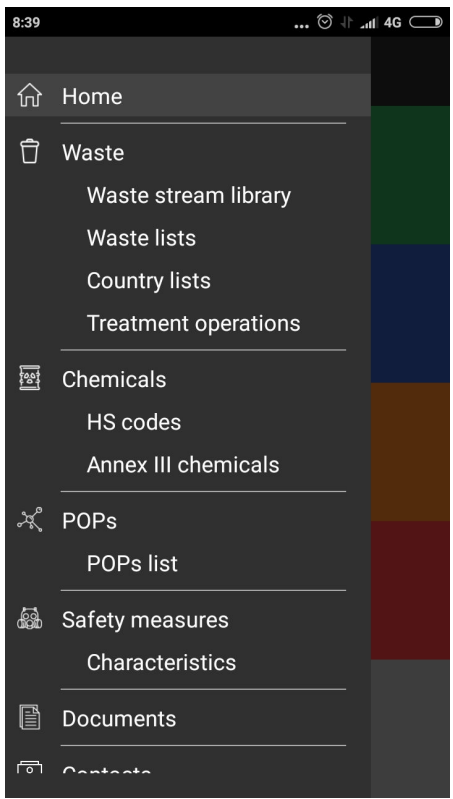 8:39 ... 4G
Home
Waste
Waste stream library
Waste lists
Country lists
Treatment operations
Chemicals
HS codes
Annex III chemicals
POPs
POPs list
Safety measures
Characteristics
Documents